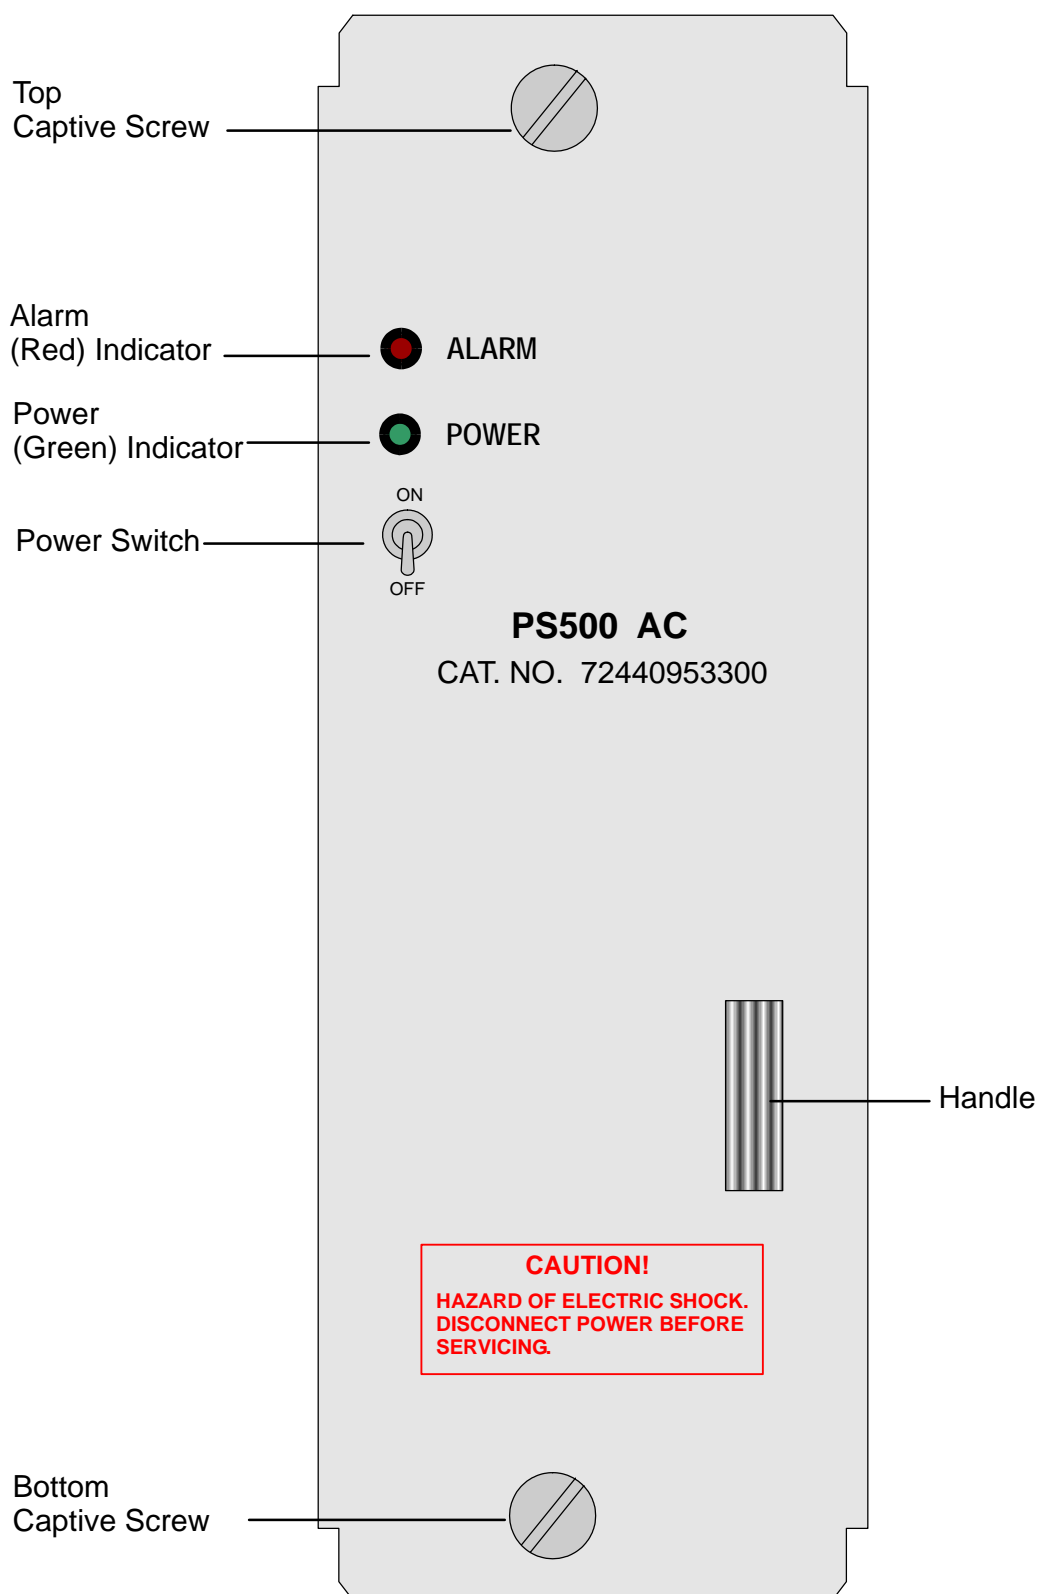 Top
Captive Screw
Alarm
(Red) Indicator
ALARM
Power
(Green) Indicator
POWER
ON
Power Switch
OFF
PS500 AC
CAT. NO. 72440953300
Handle
CAUTION!
HAZARD OF ELECTRIC SHOCK.
DISCONNECT POWER BEFORE
SERVICING.
Bottom
Captive Screw